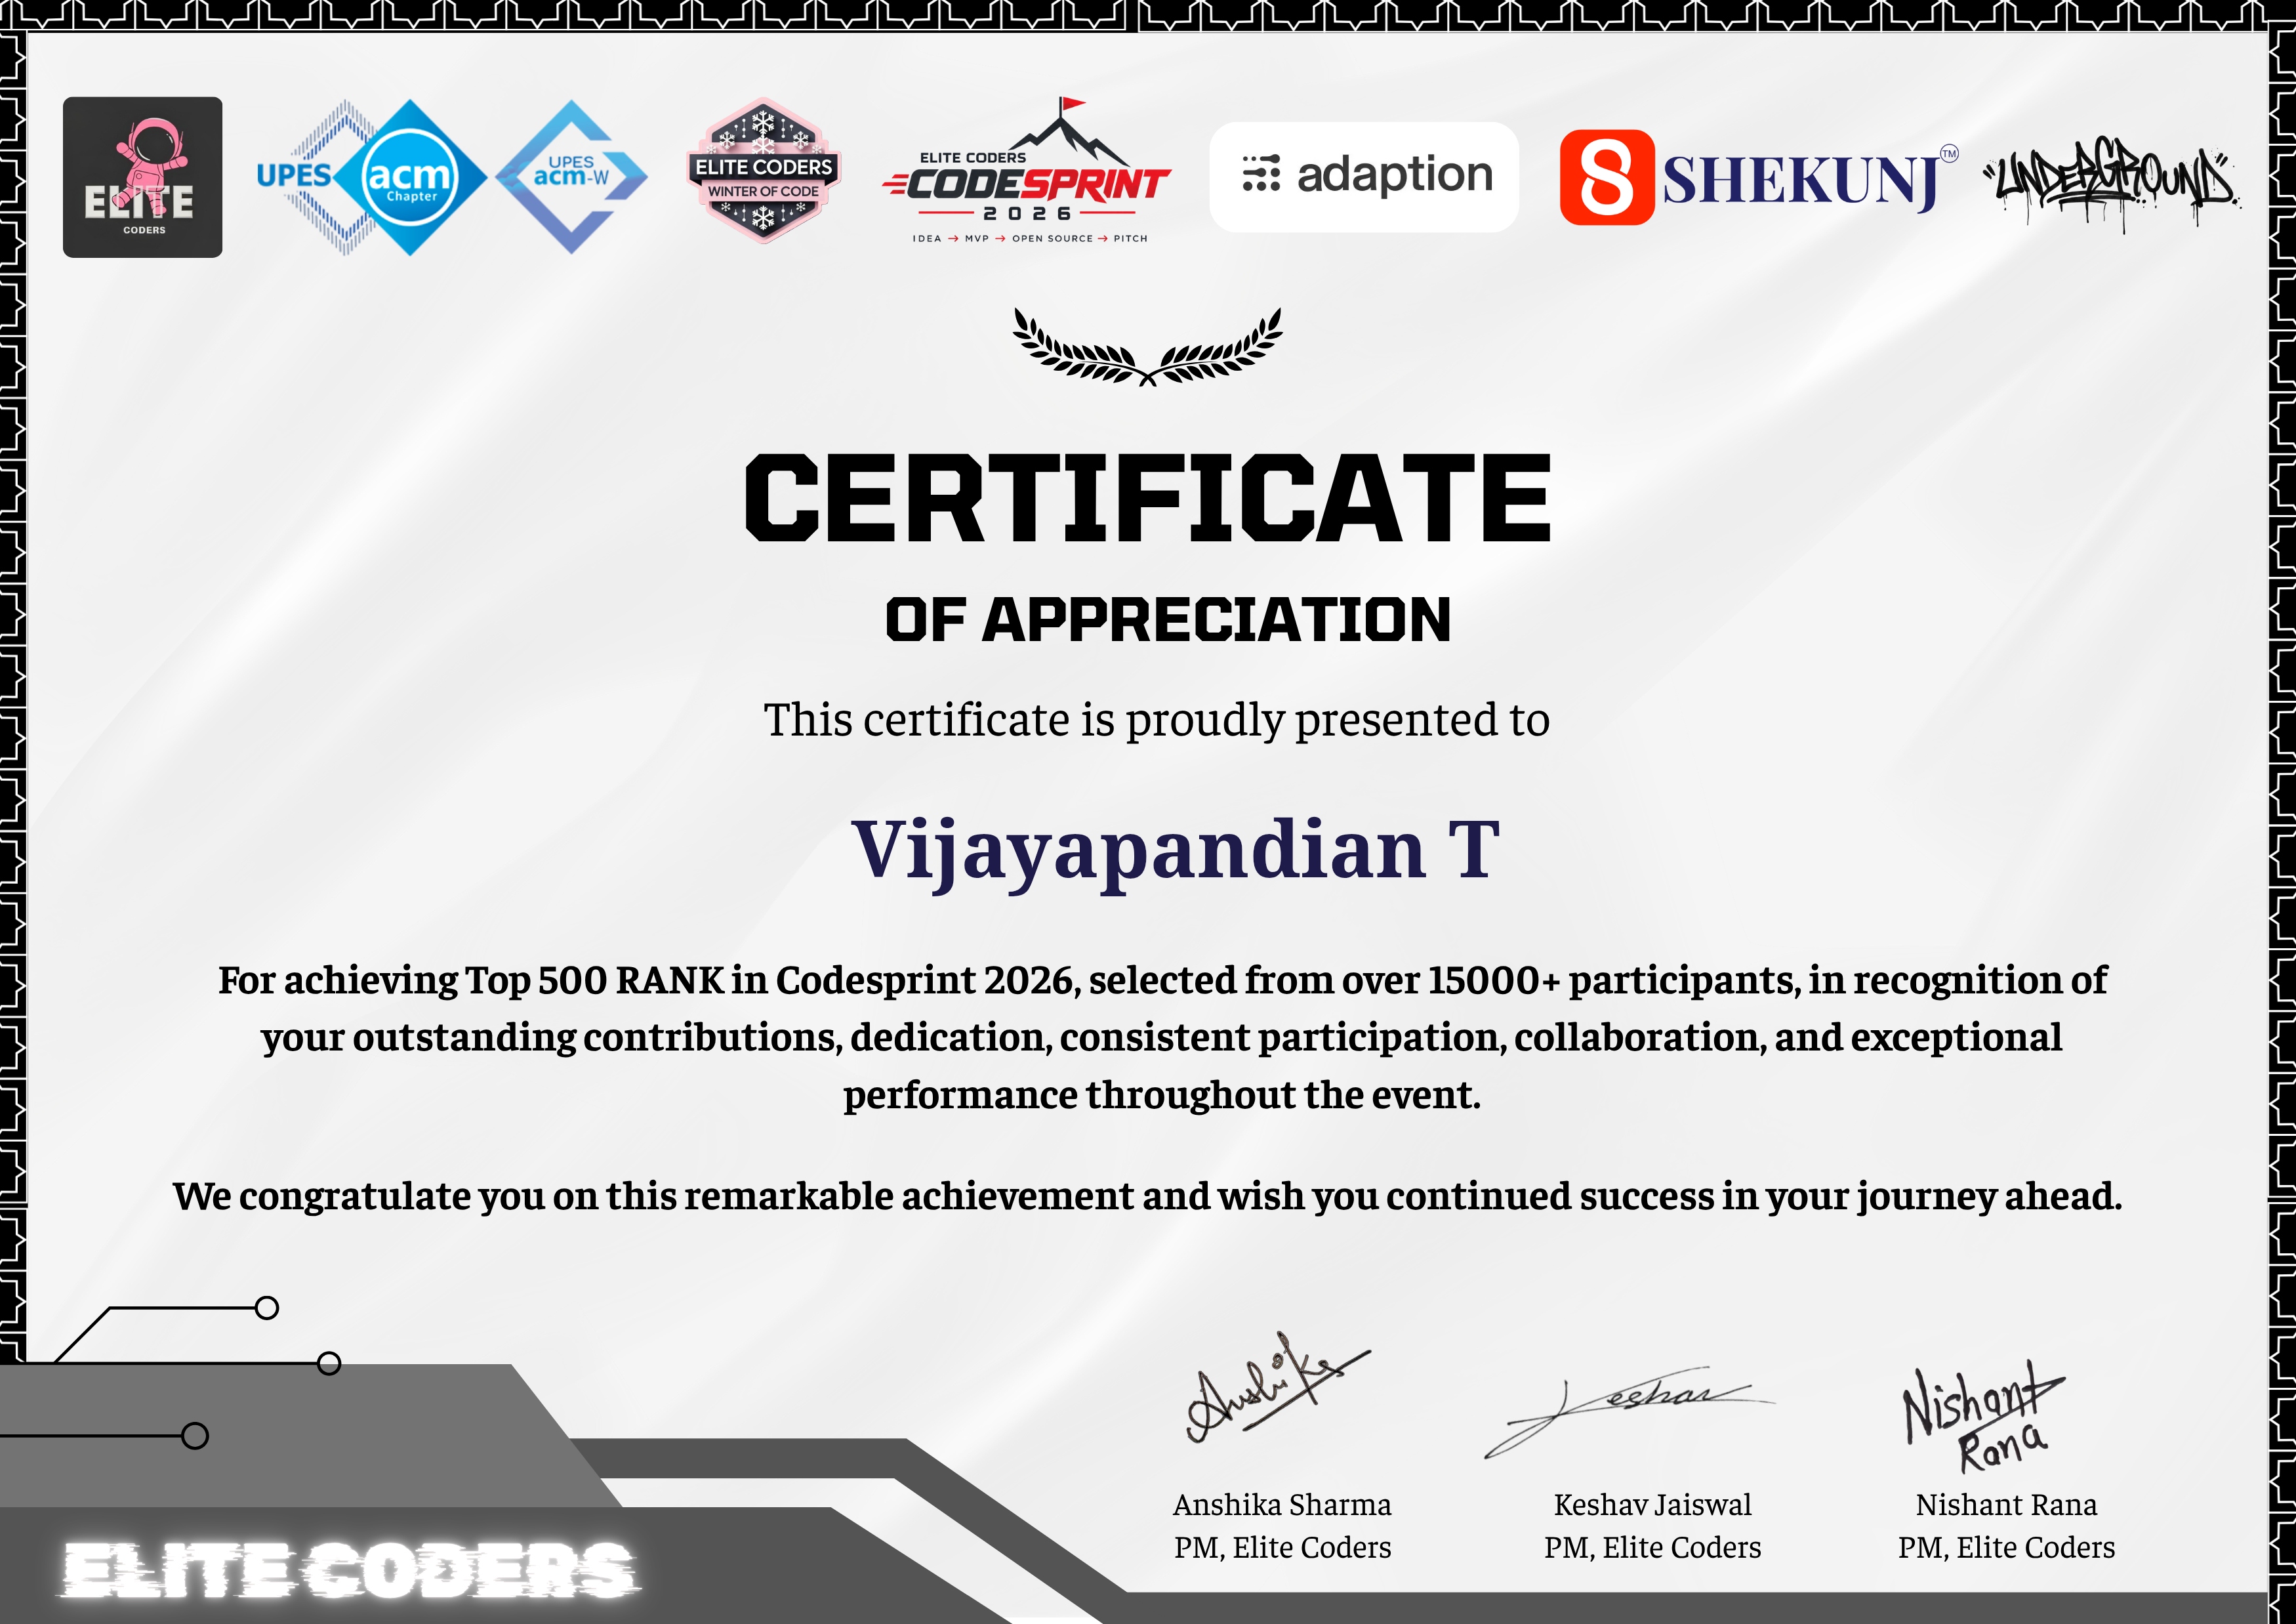 ELITE
CODERS
UPES
acm
Chapter
UPES
acm-W
ELITE CODERS
WINTER OF CODE
ELITE CODERS
CODESPRINT
2026
IDEA → MVP → OPEN SOURCE → PITCH
adaption
SHEKUNJ™
"UNDERGROUND"
CERTIFICATE
OF APPRECIATION
This certificate is proudly presented to
Vijayapandian T
For achieving Top 500 RANK in Codesprint 2026, selected from over 15000+ participants, in recognition of
your outstanding contributions, dedication, consistent participation, collaboration, and exceptional
performance throughout the event.
We congratulate you on this remarkable achievement and wish you continued success in your journey ahead.
Anshika
Keshav
Nishant
Rana
Anshika Sharma
PM, Elite Coders
Keshav Jaiswal
PM, Elite Coders
Nishant Rana
PM, Elite Coders
ELITE CODERS